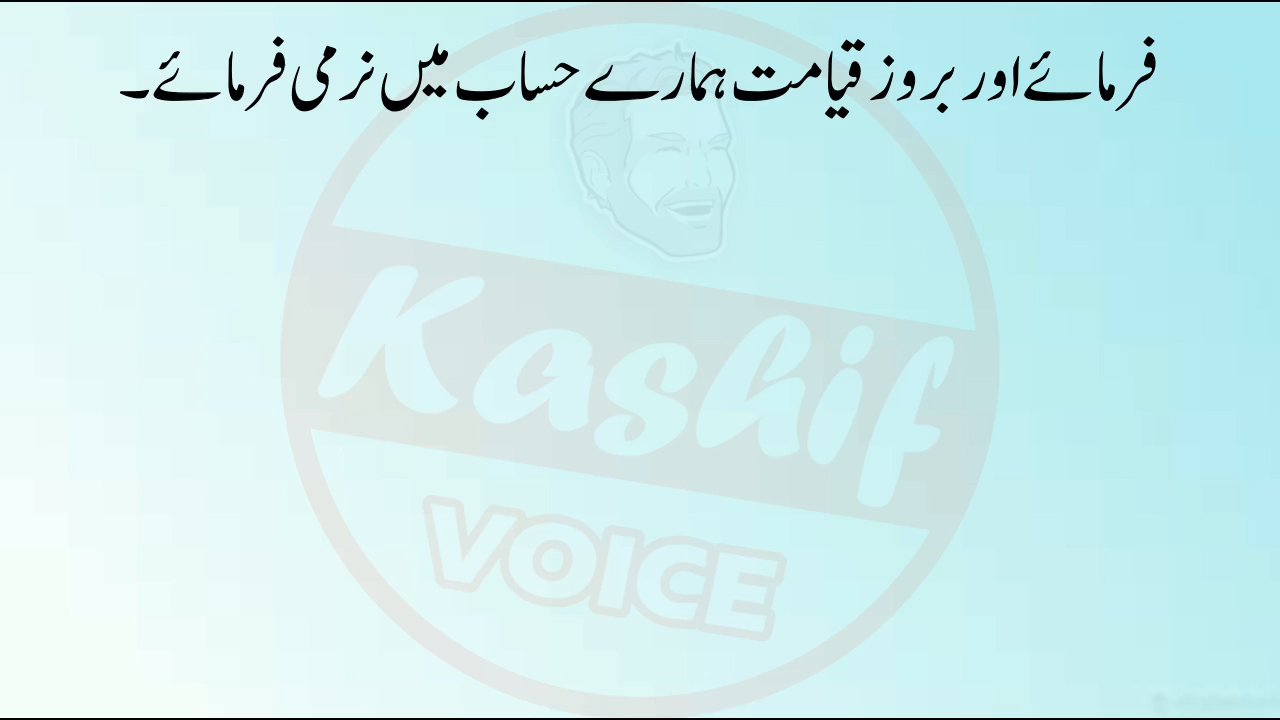 فرمائے اور بروز قیامت ہمارے حساب میں نرمی فرمائے۔
Kashif
VOICE